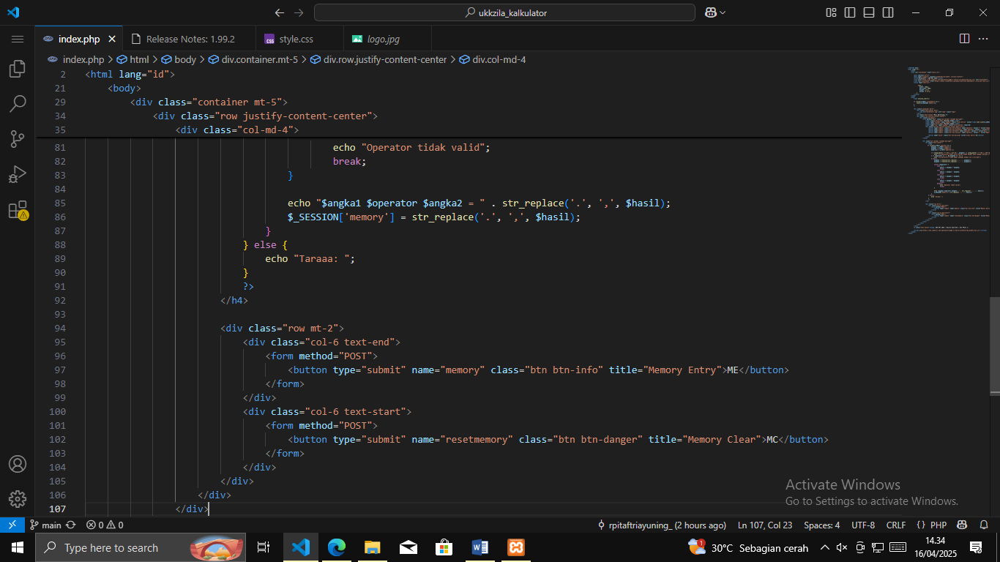 ukkzila_kalkulator
index.php
Release Notes: 1.99.2
style.css
logo.jpg
index.php > html > body > div.container.mt-5 > div.row.justify-content-center > div.col-md-4
2 <html lang="id">
21 <body>
29 <div class="container mt-5">
34 <div class="row justify-content-center">
35 <div class="col-md-4">
81 echo "Operator tidak valid";
82 break;
83 }
84
85 echo "$angka1 $operator $angka2 = " . str_replace('.', ',', $hasil);
86 $_SESSION['memory'] = str_replace('.', ',', $hasil);
87 }
88 } else {
89 echo "Taraaa: ";
90 }
91 ?>
92 </h4>
93
94 <div class="row mt-2">
95 <div class="col-6 text-end">
96 <form method="POST">
97 <button type="submit" name="memory" class="btn btn-info" title="Memory Entry">ME</button>
98 </form>
99 </div>
100 <div class="col-6 text-start">
101 <form method="POST">
102 <button type="submit" name="resetmemory" class="btn btn-danger" title="Memory Clear">MC</button>
103 </form>
104 </div>
105 </div>
106 </div>
107 </div>
Activate Windows
Go to Settings to activate Windows.
main 0 0 rpitaftriayuning_ (2 hours ago) Ln 107, Col 23 Spaces: 4 UTF-8 CRLF {} PHP
Type here to search
1 30°C Sebagian cerah
14.34
16/04/2025